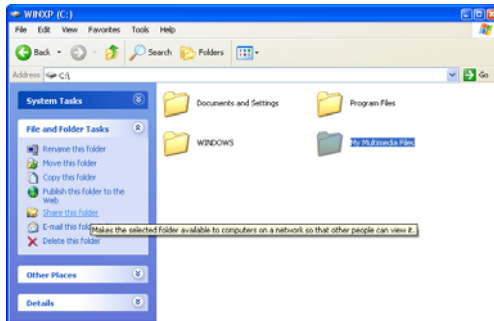 WINXP (C:)
File Edit View Favorites Tools Help
Back Search Folders
Address C:\ Go
System Tasks
Documents and Settings Program Files
File and Folder Tasks
WINDOWS My Multimedia Files
Rename this folder
Move this folder
Copy this folder
Publish this folder to the
Web
Share this folder
E-mail this fold
Makes the selected folder available to computers on a network so that other people can view it.
Delete this folder
Other Places
Details